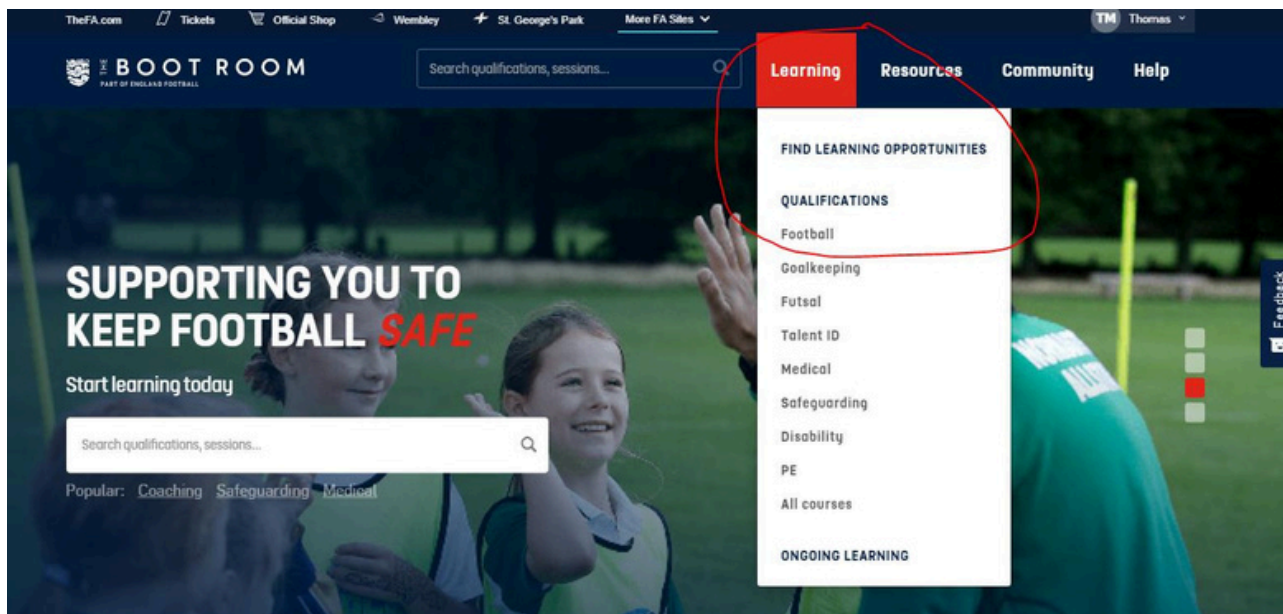 TheFA.com Tickets Official Shop Wembley St. George's Park More FA Sites TM Thomas
THE BOOT ROOM
PART OF ENGLAND FOOTBALL
Search qualifications, sessions...
Learning Resources Community Help
FIND LEARNING OPPORTUNITIES
QUALIFICATIONS
Football
Goalkeeping
Futsal
Talent ID
Medical
Safeguarding
Disability
PE
All courses
ONGOING LEARNING
SUPPORTING YOU TO
KEEP FOOTBALL SAFE
Start learning today
Search qualifications, sessions...
Popular: Coaching Safeguarding Medical
Feedback